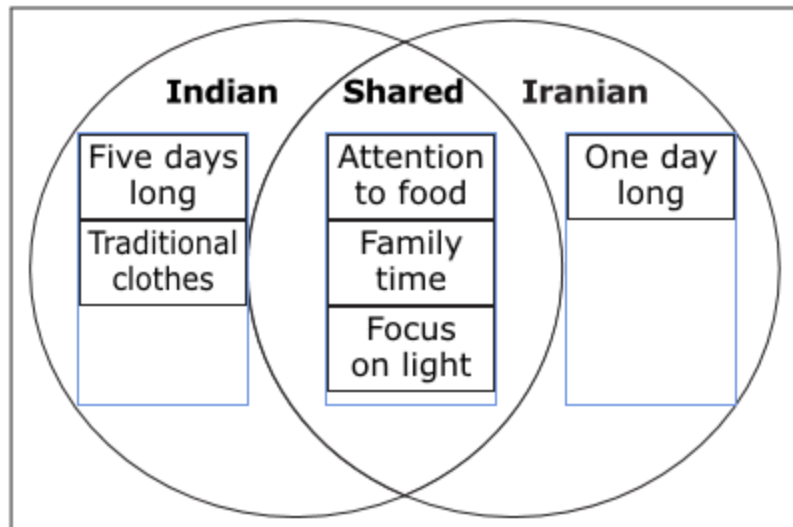 Indian
Shared
Iranian
Five days
long
Traditional
clothes
Attention
to food
Family
time
Focus
on light
One day
long